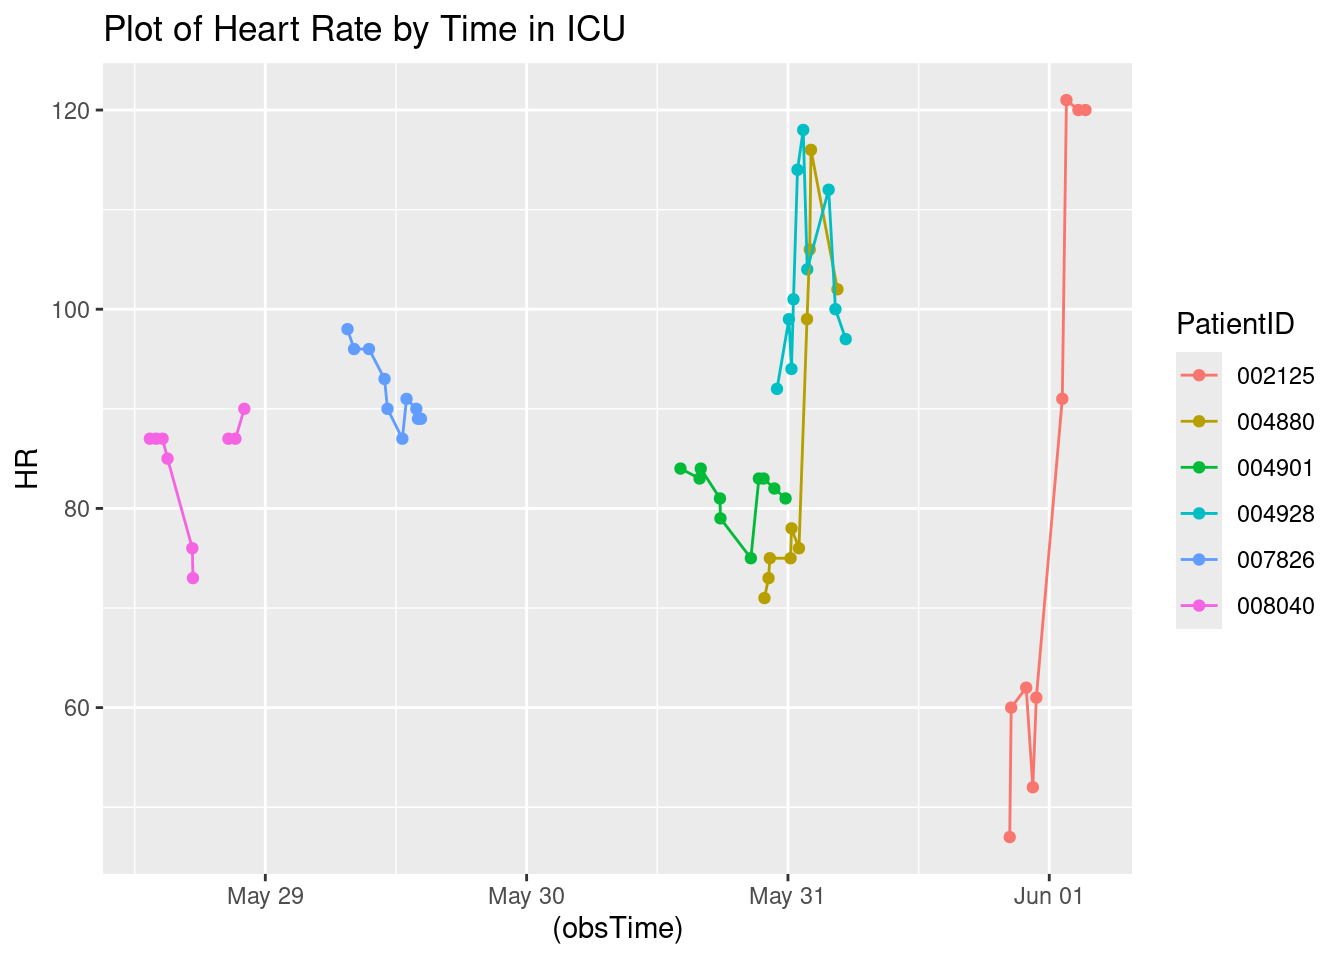 Plot of Heart Rate by Time in ICU
120
100
80
60
HR
May 29
May 30
May 31
Jun 01
(obsTime)
PatientID
002125
004880
004901
004928
007826
008040